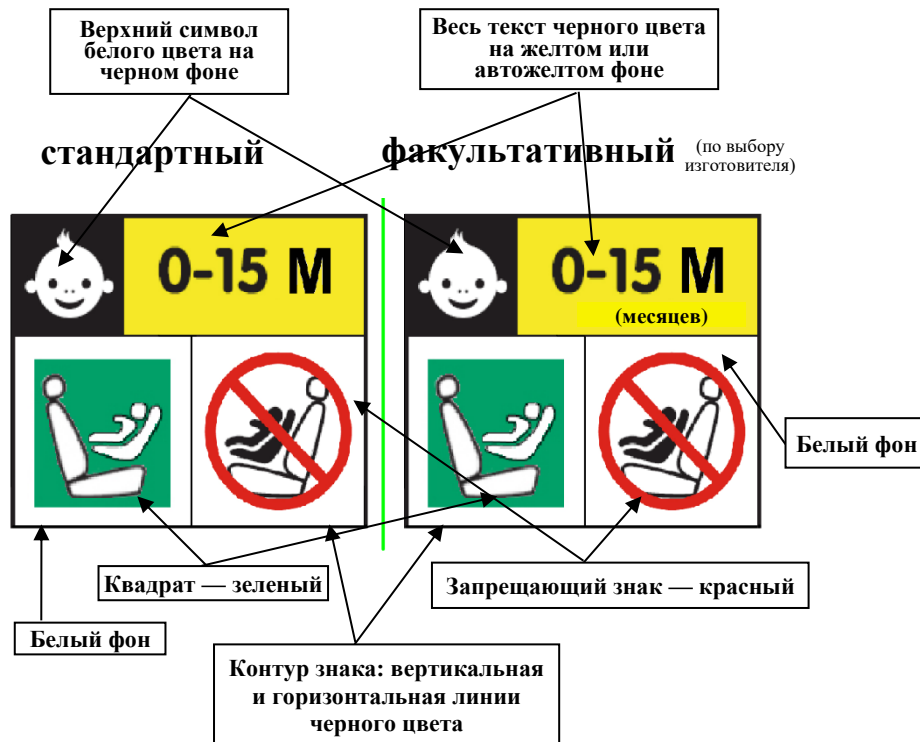 Верхний символ
белого цвета на
черном фоне
Весь текст черного цвета
на желтом или
автожелтом фоне
стандартный
факультативный
(по выбору
изготовителя)
0-15 М
0-15 М
(месяцев)
Белый фон
Квадрат — зеленый
Запрещающий знак — красный
Белый фон
Контур знака: вертикальная
и горизонтальная линии
черного цвета